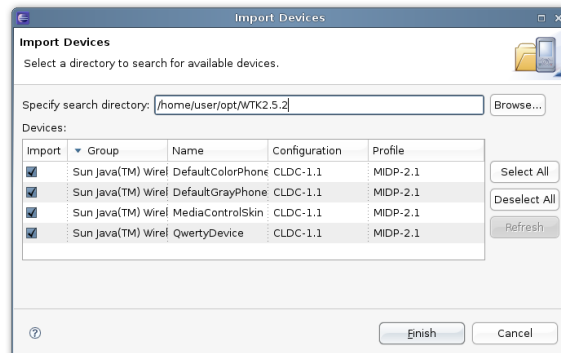 Import Devices
Import Devices
Select a directory to search for available devices.
Specify search directory: /home/user/opt/WTK2.5.2 Browse...
Devices:
Import Group Name Configuration Profile
Sun Java(TM) Wirel DefaultColorPhone CLDC-1.1 MIDP-2.1 Select All
Sun Java(TM) Wirel DefaultGrayPhone CLDC-1.1 MIDP-2.1 Deselect All
Sun Java(TM) Wirel MediaControlSkin CLDC-1.1 MIDP-2.1
Sun Java(TM) Wirel QwertyDevice CLDC-1.1 MIDP-2.1 Refresh
? Finish Cancel